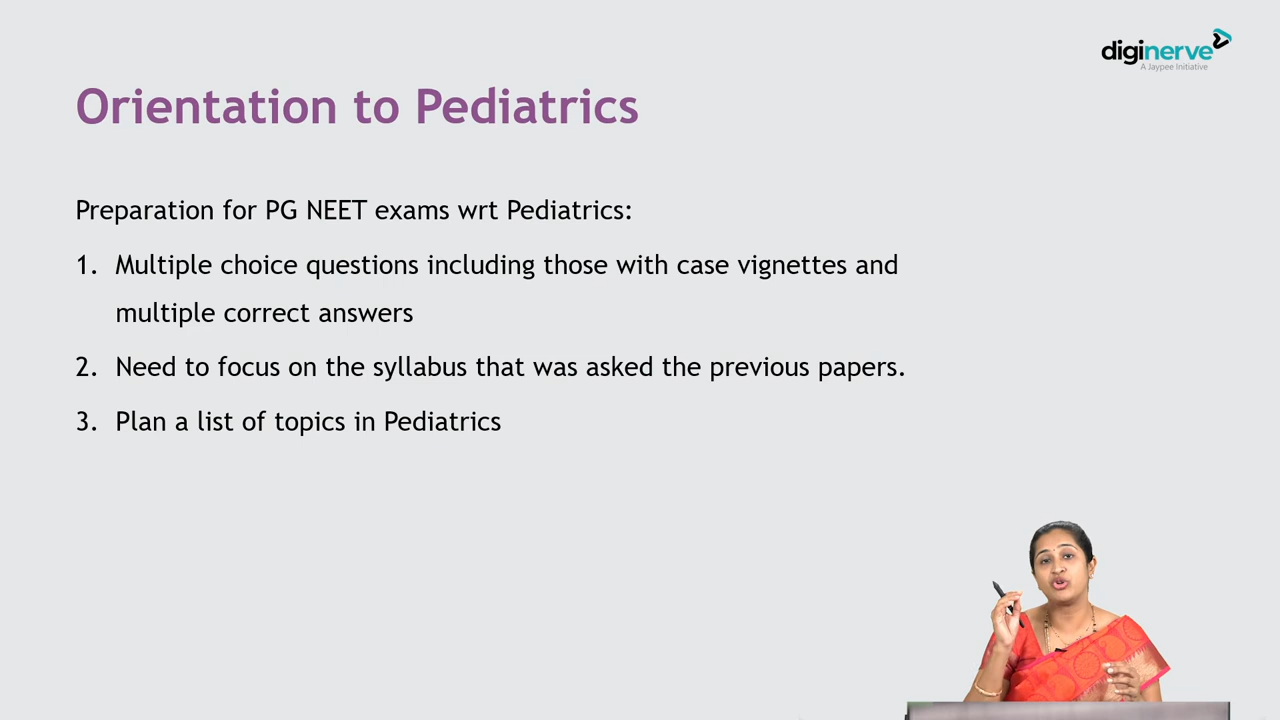 diginerve
A Jaypee Initiative
Orientation to Pediatrics
Preparation for PG NEET exams wrt Pediatrics:
1. Multiple choice questions including those with case vignettes and
multiple correct answers
2. Need to focus on the syllabus that was asked the previous papers.
3. Plan a list of topics in Pediatrics